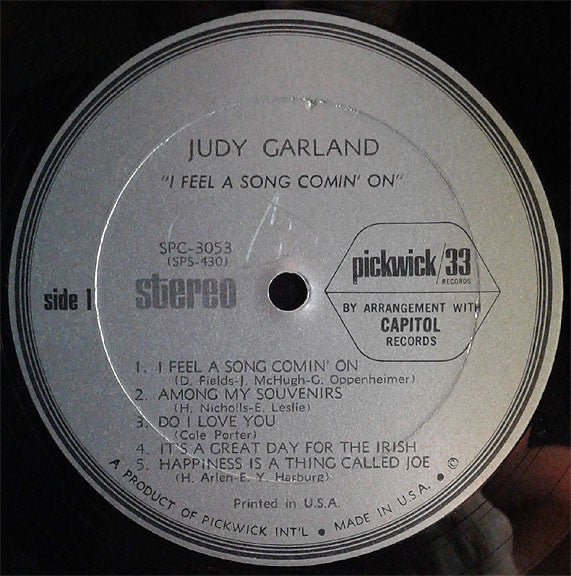 JUDY GARLAND
"I FEEL A SONG COMIN' ON"
SPC-3053
(SPS-430)
side 1
stereo
pickwick/33
RECORDS
BY ARRANGEMENT WITH
CAPITOL
RECORDS
1. I FEEL A SONG COMIN' ON
(D. Fields-J. McHugh-G. Oppenheimer)
2. AMONG MY SOUVENIRS
(H. Nicholls-E. Leslie)
3. DO I LOVE YOU
(Cole Porter)
4. IT'S A GREAT DAY FOR THE IRISH
5. HAPPINESS IS A THING CALLED JOE
(H. Arlen-E. Y. Harburg)
Printed in U.S.A.
A PRODUCT OF PICKWICK INT'L ● MADE IN U.S.A. ● ©